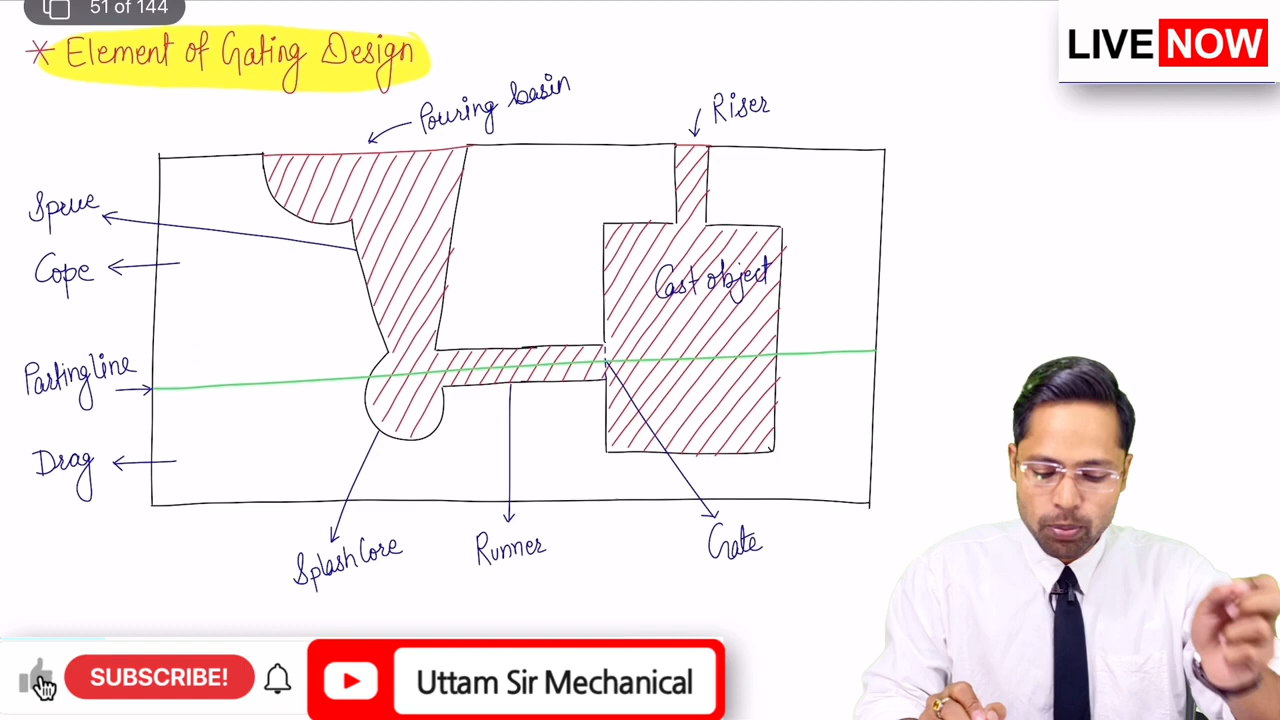 51 of 144
LIVE NOW
* Element of Gating Design
Pouring basin
Riser
Sprue
Cope
Cast object
Parting line
Drag
Splash Core
Runner
Gate
SUBSCRIBE!
Uttam Sir Mechanical